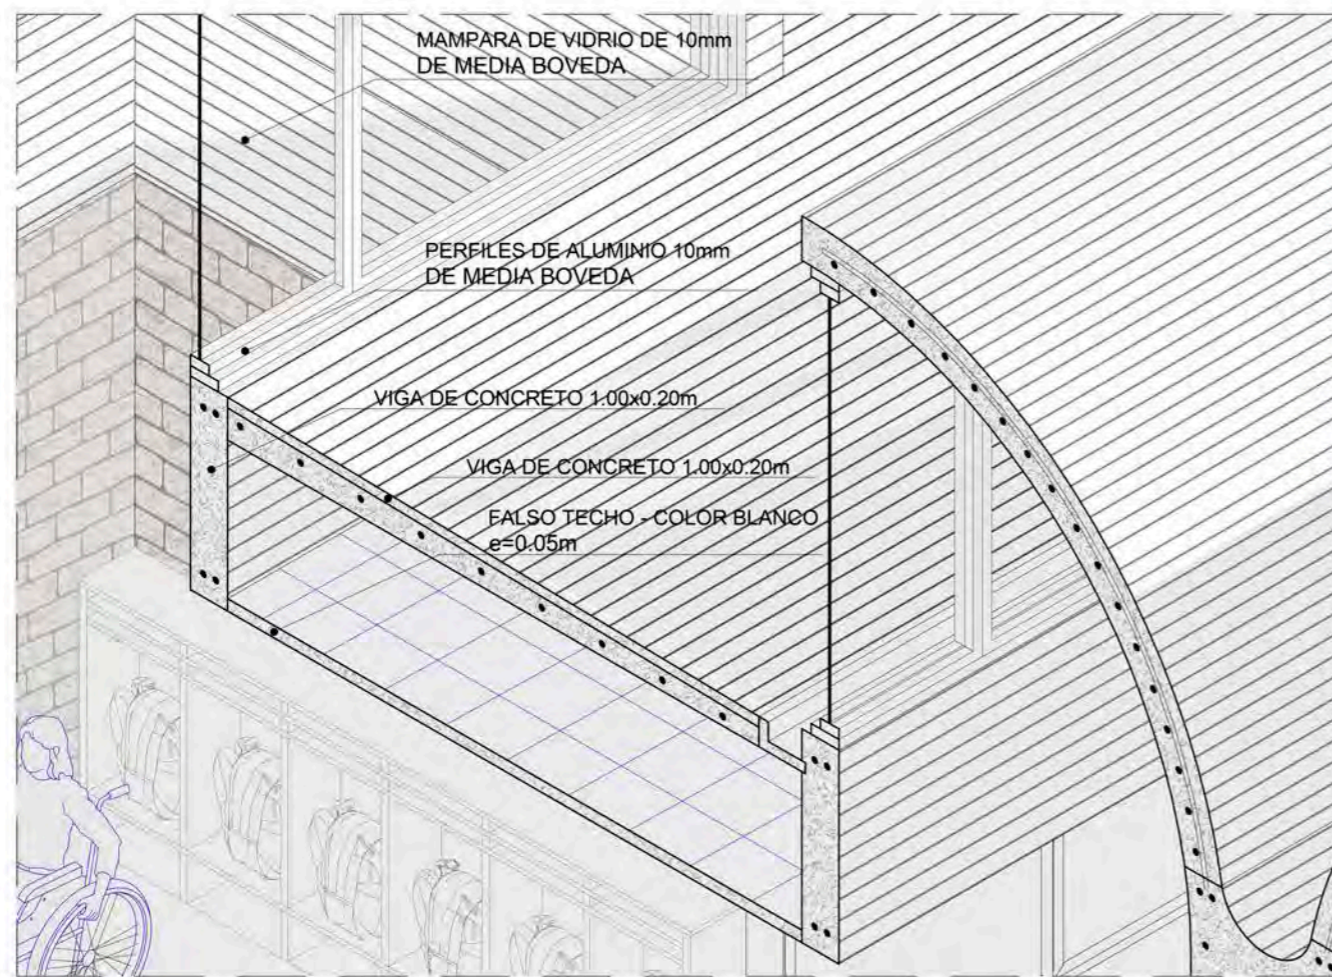 MAMPARA DE VIDRIO DE 10mm
DE MEDIA BOVEDA
PERFILES DE ALUMINIO 10mm
DE MEDIA BOVEDA
VIGA DE CONCRETO 1.00x0.20m
VIGA DE CONCRETO 1.00x0.20m
FALSO TECHO - COLOR BLANCO
e=0.05m